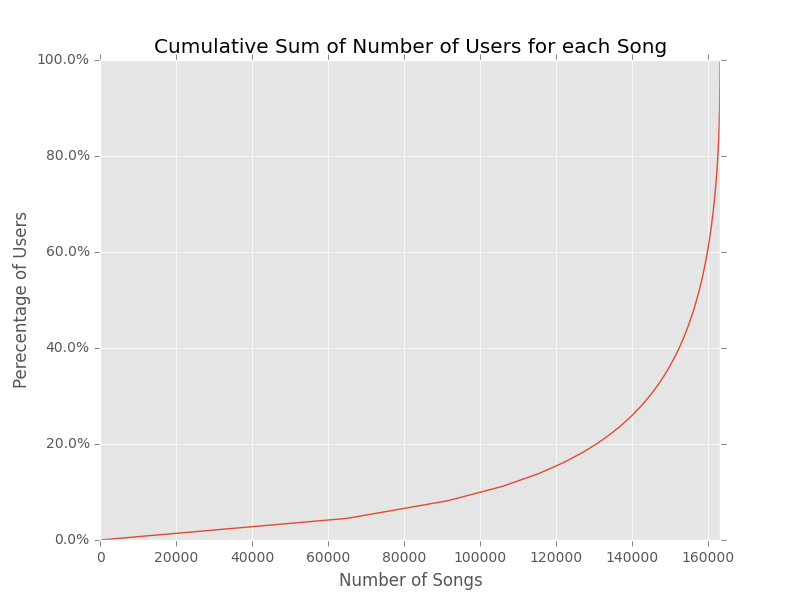 Cumulative Sum of Number of Users for each Song
100.0%
80.0%
60.0%
40.0%
20.0%
0.0%
Perecentage of Users
0 20000 40000 60000 80000 100000 120000 140000 160000
Number of Songs